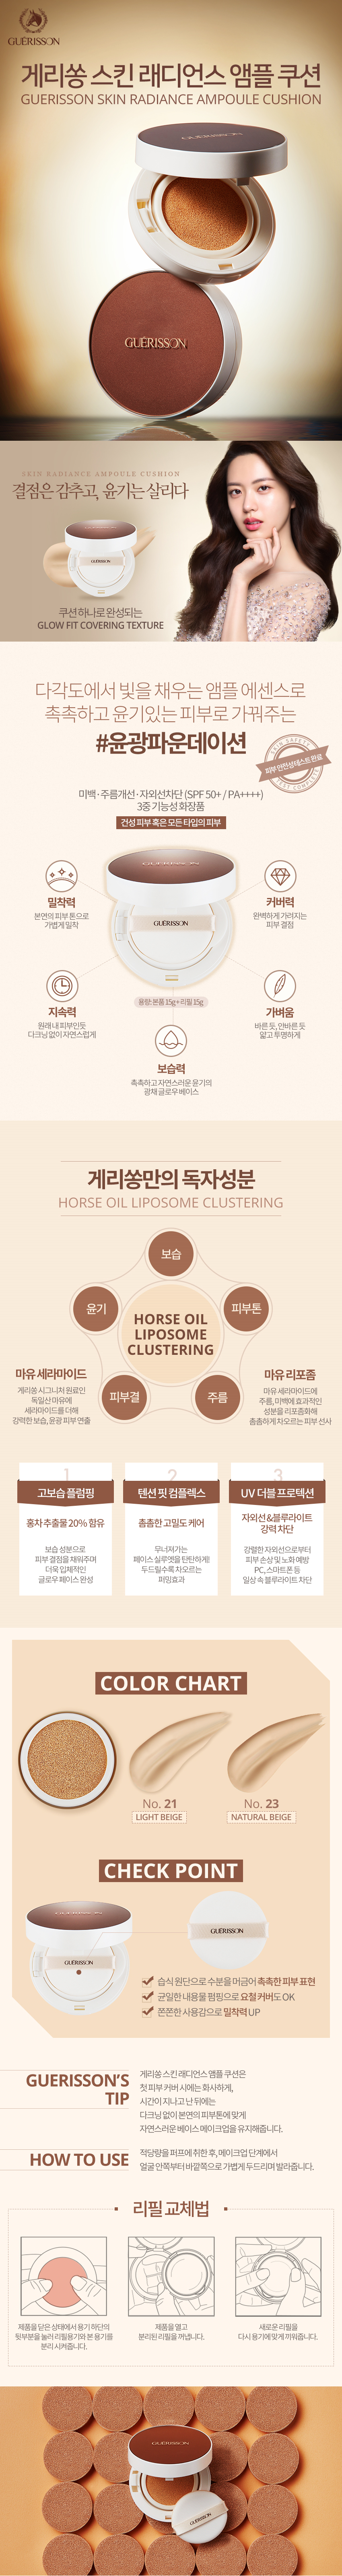 GUERISSON
게리쏭 스킨 래디언스 앰플 쿠션
GUERISSON SKIN RADIANCE AMPOULE CUSHION
GUERISSON
GUERISSON
SKIN RADIANCE AMPOULE CUSHION
결점은 감추고, 윤기는 살리다
GUERISSON
쿠션 하나로 완성되는
GLOW FIT COVERING TEXTURE
다각도에서 빛을 채우는 앰플 에센스로
촉촉하고 윤기있는 피부로 가꿔주는
#윤광파운데이션
SKIN SAFETY
피부 안전성 테스트 완료
TEST COMPLETE
미백·주름개선·자외선차단 (SPF 50+ / PA++++)
3중 기능성 화장품
건성 피부 혹은 모든 타입의 피부
밀착력
본연의 피부 톤으로
가볍게 밀착
커버력
완벽하게 가려지는
피부 결점
GUERISSON
GUERISSON
지속력
원래 내 피부인듯
다크닝 없이 자연스럽게
가벼움
바른 듯, 안바른 듯
얇고 투명하게
용량: 본품 15g + 리필 15g
보습력
촉촉하고 자연스러운 윤기의
광채 글로우 베이스
게리쏭만의 독자성분
HORSE OIL LIPOSOME CLUSTERING
보습
윤기
피부톤
HORSE OIL
LIPOSOME
CLUSTERING
피부결
주름
마유 세라마이드
게리쏭 시그니처 원료인
독일산 마유에
세라마이드를 더해
강력한 보습, 윤광 피부 연출
마유 리포좀
마유 세라마이드에
주름, 미백에 효과적인
성분을 리포좀화해
촘촘하게 차오르는 피부 선사
1
고보습 플럼핑
홍차 추출물 20% 함유
보습 성분으로
피부 결점을 채워주며
더욱 입체적인
글로우 페이스 완성
2
텐션 핏 컴플렉스
촘촘한 고밀도 케어
무너져가는
페이스 실루엣을 탄탄하게!
두드릴수록 차오르는
퍼밍효과
3
UV 더블 프로텍션
자외선&블루라이트
강력 차단
강렬한 자외선으로부터
피부 손상 및 노화 예방
PC, 스마트폰 등
일상 속 블루라이트 차단
COLOR CHART
No. 21
LIGHT BEIGE
No. 23
NATURAL BEIGE
CHECK POINT
GUERISSON
GUERISSON
GUERISSON
습식 원단으로 수분을 머금어 촉촉한 피부 표현
균일한 내용물 펌핑으로 요철 커버도 OK
쫀쫀한 사용감으로 밀착력 UP
GUERISSON'S
TIP
게리쏭 스킨 래디언스 앰플 쿠션은
첫 피부 커버 시에는 화사하게,
시간이 지나고 난 뒤에는
다크닝 없이 본연의 피부톤에 맞게
자연스러운 베이스 메이크업을 유지해줍니다.
HOW TO USE
적당량을 퍼프에 취한 후, 메이크업 단계에서
얼굴 안쪽부터 바깥쪽으로 가볍게 두드리며 발라줍니다.
리필 교체법
제품을 닫은 상태에서 용기 하단의
뒷부분을 눌러 리필용기와 본 용기를
분리 시켜줍니다.
제품을 열고
분리된 리필을 꺼냅니다.
새로운 리필을
다시 용기에 맞게 끼워줍니다.
GUERISSON
GUERISSON